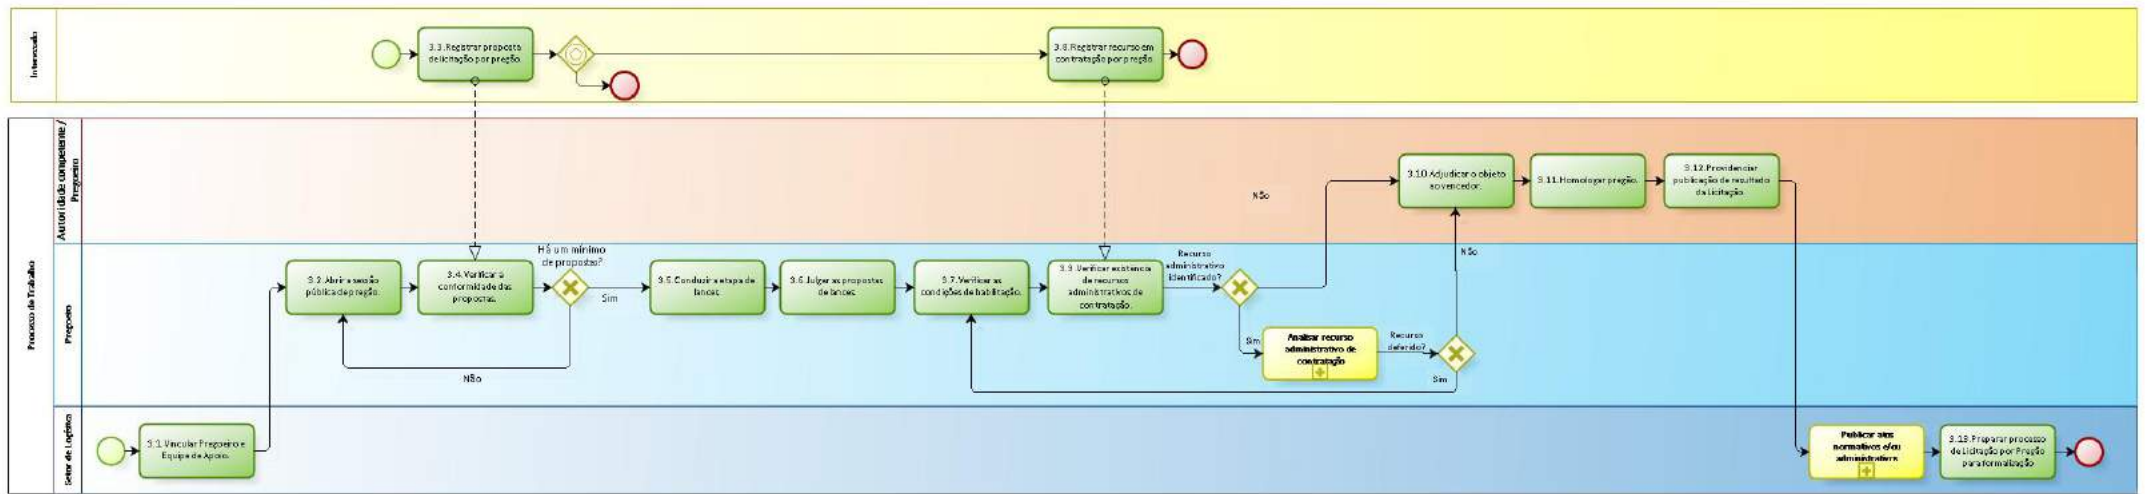 Interessado
3.3. Registrar proposta
de licitação por pregão.
3.8. Registrar recurso em
contratação por pregão
Processo de Trabalho
Autoridade competente /
Pregoeiro
Não
3.10 Adjudicar o objeto
ao vencedor.
3.11. Homologar pregão.
3.12. Providenciar
publicação de resultado
da Licitação
Pregoeiro
3.2. Abrir a sessão
pública de pregão.
3.4. Verificar a
conformidade das
propostas.
Há um mínimo
de propostas?
Sim
Não
3.5. Conduzir a etapa de
lances.
3.6. Julgar as propostas
de lances.
3.7. Verificar as
condições de habilitação.
3.9. Verificar existencia
de recursos
administrativos de
contratação.
Recurso
administrativo
identificado?
Sim
Analisar recurso
administrativo de
contratação
Recurso
deferido?
Não
Sim
Setor de Logística
3.1. Vincular Pregoeiro e
Equipe de Apoio.
Publicar atos
normativos e/ou
administrativos
3.13. Preparar processo
de Licitação por Pregão
para formalização